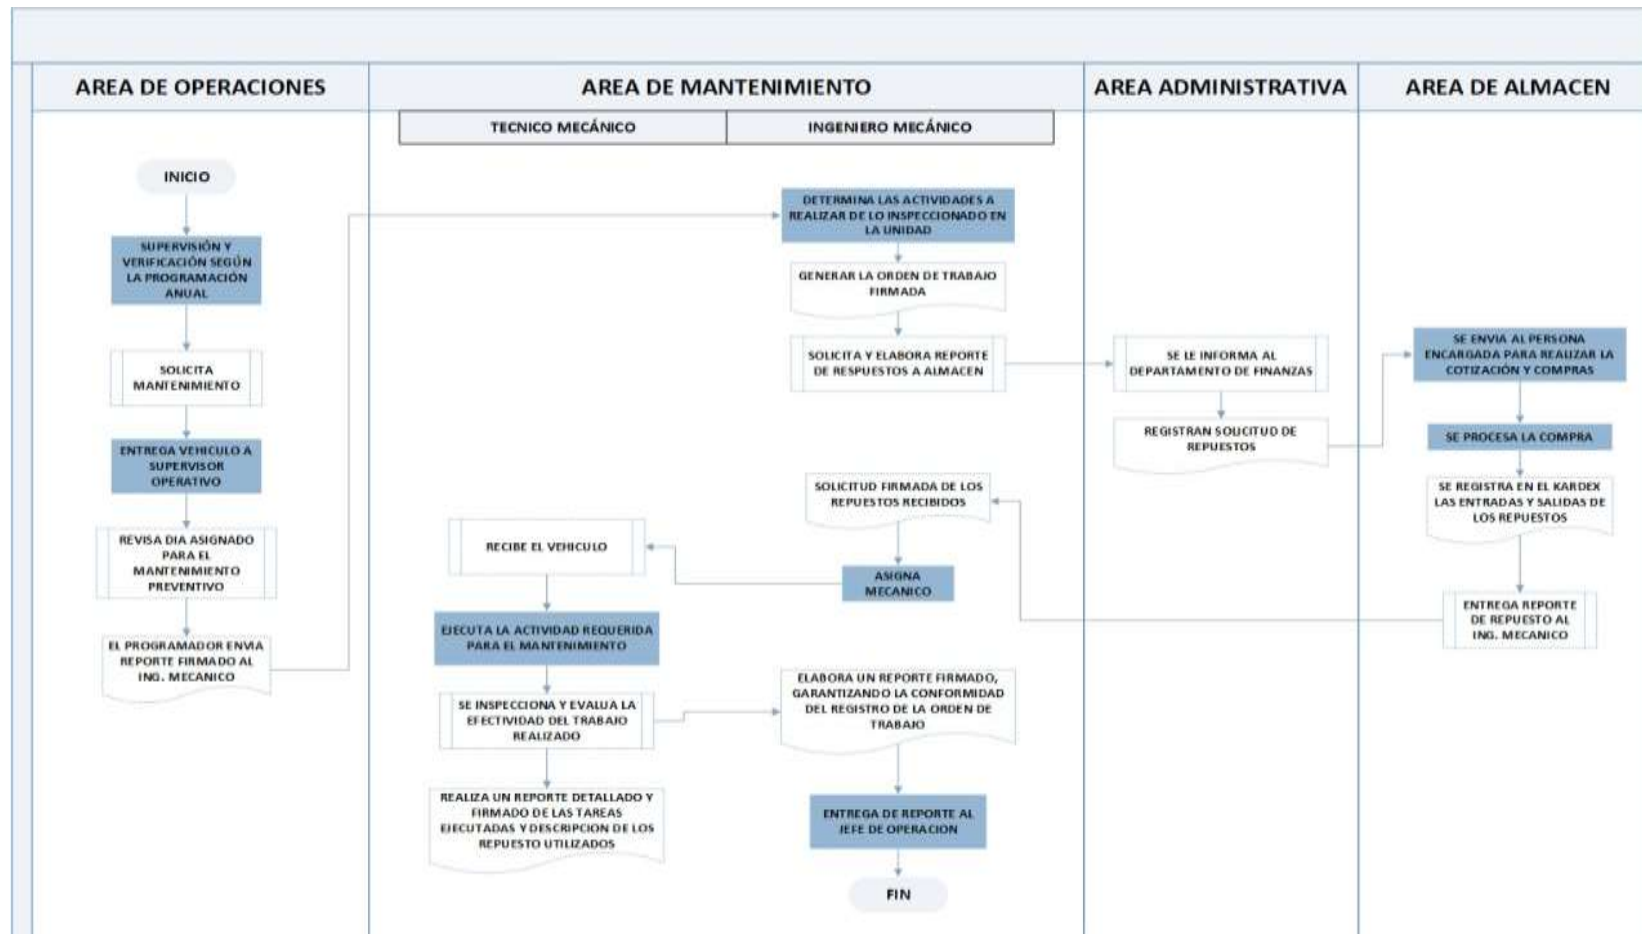 AREA DE OPERACIONES
AREA DE MANTENIMIENTO
AREA ADMINISTRATIVA
AREA DE ALMACEN
TECNICO MECÁNICO
INGENIERO MECÁNICO
INICIO
SUPERVISIÓN Y
VERIFICACIÓN SEGÚN
LA PROGRAMACIÓN
ANUAL
SOLICITA
MANTENIMIENTO
ENTREGA VEHICULO A
SUPERVISOR
OPERATIVO
REVISA DIA ASIGNADO
PARA EL
MANTENIMIENTO
PREVENTIVO
EL PROGRAMADOR ENVIA
REPORTE FIRMADO AL
ING. MECÁNICO
DETERMINA LAS ACTIVIDADES A
REALIZAR DE LO INSPECCIONADO EN
LA UNIDAD
GENERAR LA ORDEN DE TRABAJO
FIRMADA
SOLICITA Y ELABORA REPORTE
DE RESPUESTOS A ALMACEN
SE LE INFORMA AL
DEPARTAMENTO DE FINANZAS
REGISTRAN SOLICITUD DE
REPUESTOS
SE ENVIA AL PERSONA
ENCARGADA PARA REALIZAR LA
COTIZACIÓN Y COMPRAS
SE PROCESA LA COMPRA
SE REGISTRA EN EL KARDEX
LAS ENTRADAS Y SALIDAS DE
LOS REPUESTOS
ENTREGA REPORTE
DE REPUESTO AL
ING. MECANICO
SOLICITUD FIRMADA DE LOS
REPUESTOS RECIBIDOS
ASIGNA
MECANICO
RECIBE EL VEHICULO
EJECUTA LA ACTIVIDAD REQUERIDA
PARA EL MANTENIMIENTO
SE INSPECCIONA Y EVALUA LA
EFECTIVIDAD DEL TRABAJO
REALIZADO
REALIZA UN REPORTE DETALLADO Y
FIRMADO DE LAS TAREAS
EJECUTADAS Y DESCRIPCION DE LOS
REPUESTO UTILIZADOS
ELABORA UN REPORTE FIRMADO,
GARANTIZANDO LA CONFORMIDAD
DEL REGISTRO DE LA ORDEN DE
TRABAJO
ENTREGA DE REPORTE AL
JEFE DE OPERACIÓN
FIN